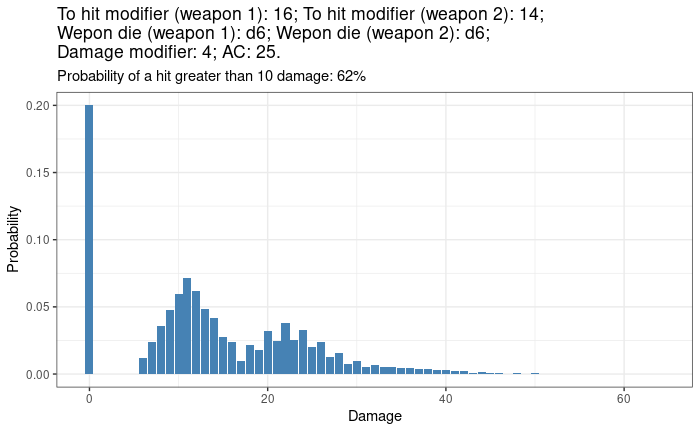 To hit modifier (weapon 1): 16; To hit modifier (weapon 2): 14;
Wepon die (weapon 1): d6; Wepon die (weapon 2): d6;
Damage modifier: 4; AC: 25.
Probability of a hit greater than 10 damage: 62%
0.20
0.15
0.10
0.05
0.00
Probability
0 20 40 60
Damage